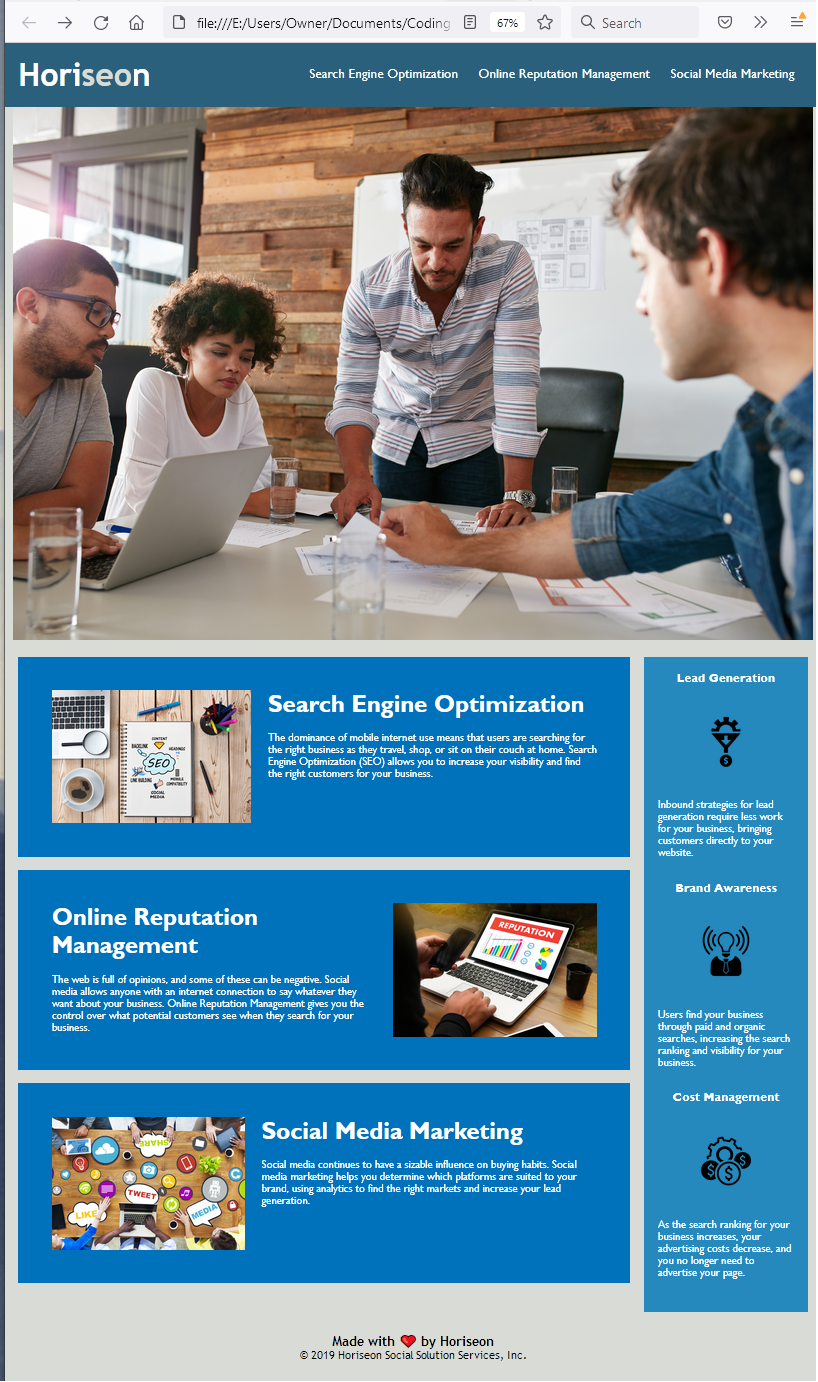 file:///E:/Users/Owner/Documents/Coding
67%
Search
Horiseon
Search Engine Optimization
Online Reputation Management
Social Media Marketing
CONTENT
BACKLINK
HEADINGS
SEO
LINK BUILDING
MOBILE
COMPATIBILITY
SOCIAL
MEDIA
Search Engine Optimization
The dominance of mobile internet use means that users are searching for
the right business as they travel, shop, or sit on their couch at home. Search
Engine Optimization (SEO) allows you to increase your visibility and find
the right customers for your business.
Online Reputation
Management
The web is full of opinions, and some of these can be negative. Social
media allows anyone with an internet connection to say whatever they
want about your business. Online Reputation Management gives you the
control over what potential customers see when they search for your
business.
REPUTATION
SHARE
TWEET
LIKE
MEDIA
Social Media Marketing
Social media continues to have a sizable influence on buying habits. Social
media marketing helps you determine which platforms are suited to your
brand, using analytics to find the right markets and increase your lead
generation.
Lead Generation
Inbound strategies for lead
generation require less work
for your business, bringing
customers directly to your
website.
Brand Awareness
Users find your business
through paid and organic
searches, increasing the search
ranking and visibility for your
business.
Cost Management
As the search ranking for your
business increases, your
advertising costs decrease, and
you no longer need to
advertise your page.
Made with ❤️ by Horiseon
© 2019 Horiseon Social Solution Services, Inc.